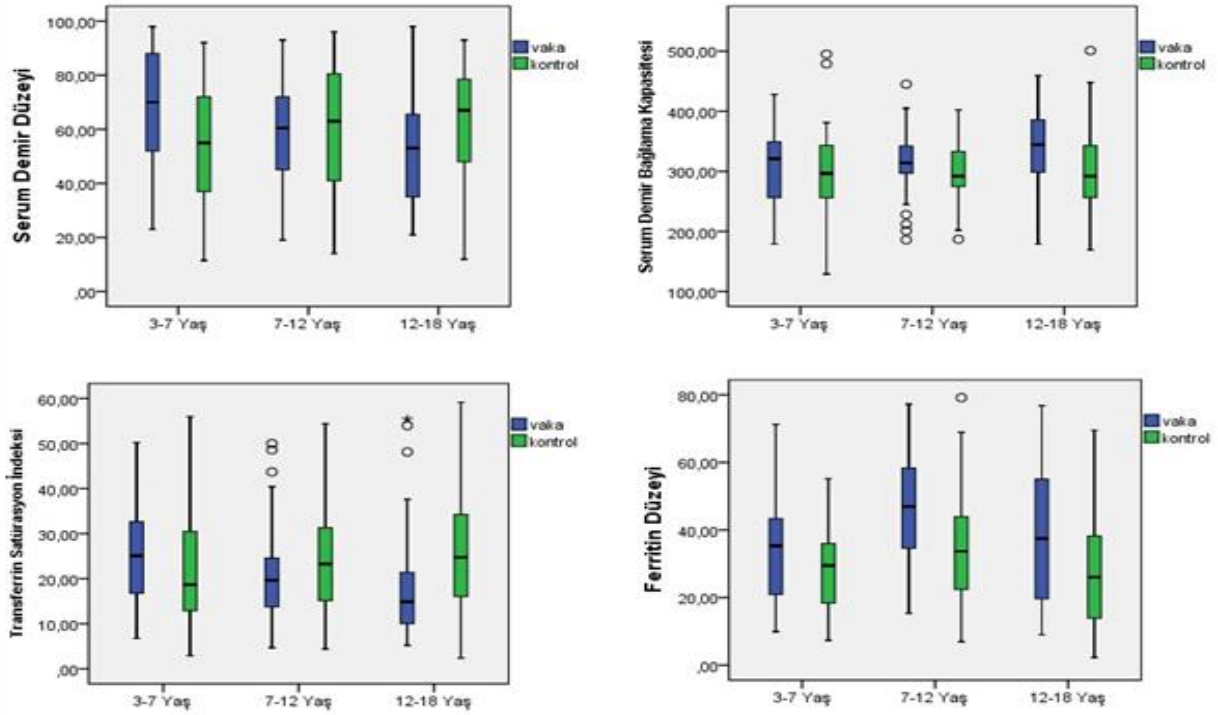 Serum Demir Düzeyi
100,00
80,00
60,00
40,00
20,00
,00
3-7 Yaş
7-12 Yaş
12-18 Yaş
vaka
kontrol
Serum Demir Bağlama Kapasitesi
500,00
400,00
300,00
200,00
100,00
3-7 Yaş
7-12 Yaş
12-18 Yaş
vaka
kontrol
Transferrin Satürasyon İndeksi
60,00
50,00
40,00
30,00
20,00
10,00
,00
3-7 Yaş
7-12 Yaş
12-18 Yaş
vaka
kontrol
Ferritin Düzeyi
80,00
60,00
40,00
20,00
,00
3-7 Yaş
7-12 Yaş
12-18 Yaş
vaka
kontrol